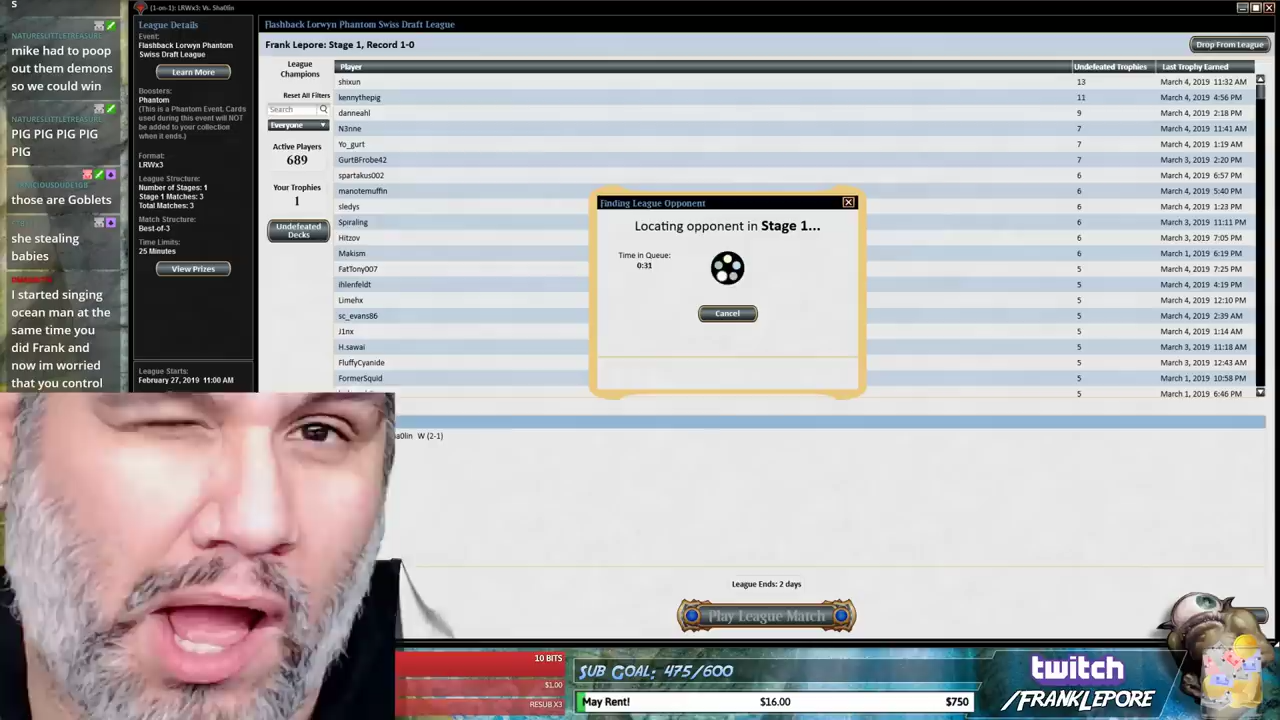 s
NATURESLITTLETREASURE:
mike had to poop
out them demons
so we could win
NATURESLITTLETREASURE:
PIG PIG PIG PIG
PIG
those are Goblets
she stealing
babies
I started singing
ocean man at the
same time you
did Frank and
now im worried
that you control
(1-on-1): LRWx3: Vs. Sha0lin
League Details
Event:
Flashback Lorwyn Phantom
Swiss Draft League
Learn More
Boosters:
Phantom
(This is a Phantom Event. Cards
used during this event will NOT
be added to your collection
when it ends.)
Format:
LRWx3
League Structure:
Number of Stages: 1
Stage 1 Matches: 3
Total Matches: 3
Match Structure:
Best-of-3
Time Limits:
25 Minutes
View Prizes
League Starts:
February 27, 2019 11:00 AM
Flashback Lorwyn Phantom Swiss Draft League
Frank Lepore: Stage 1, Record 1-0
Drop From League
League
Champions
Reset All Filters
Search
Everyone
Active Players
689
Your Trophies
1
Undefeated
Decks
Player Undefeated Trophies Last Trophy Earned
shixun 13 March 4, 2019 11:32 AM
kennythepig 11 March 4, 2019 4:56 PM
danneahl 9 March 4, 2019 2:18 PM
N3nne 7 March 4, 2019 11:41 AM
Yo_gurt 7 March 4, 2019 1:19 AM
GurtBFrobe42 7 March 3, 2019 2:20 PM
spartakus002 6 March 4, 2019 6:57 PM
manotemuffin 6 March 4, 2019 5:40 PM
sledys 6 March 4, 2019 1:23 PM
Spiraling 6 March 3, 2019 11:11 PM
Hitzov 6 March 3, 2019 7:05 PM
Makism 6 March 1, 2019 6:19 PM
FatTony007 5 March 4, 2019 7:25 PM
ihlenfeldt 5 March 4, 2019 4:19 PM
Limehx 5 March 4, 2019 12:10 PM
sc_evans86 5 March 4, 2019 2:39 AM
J1nx 5 March 4, 2019 1:14 AM
H.sawai 5 March 3, 2019 11:18 AM
FluffyCyanide 5 March 3, 2019 12:43 AM
FormerSquid 5 March 1, 2019 10:58 PM
5 March 1, 2019 6:46 PM
Finding League Opponent
Locating opponent in Stage 1...
Time in Queue:
0:31
Cancel
ha0lin W (2-1)
League Ends: 2 days
Play League Match
10 BITS
$1.00
RESUB X3
SUB GOAL: 475/600
May Rent! $16.00 $750
twitch
/FRANKLEPORE